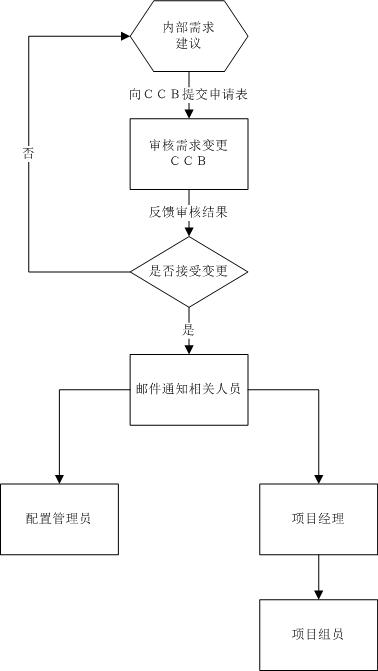 内部需求
建议
向ＣＣＢ提交申请表
审核需求变更
ＣＣＢ
否
反馈审核结果
是否接受变更
是
邮件通知相关人员
配置管理员
项目经理
项目组员